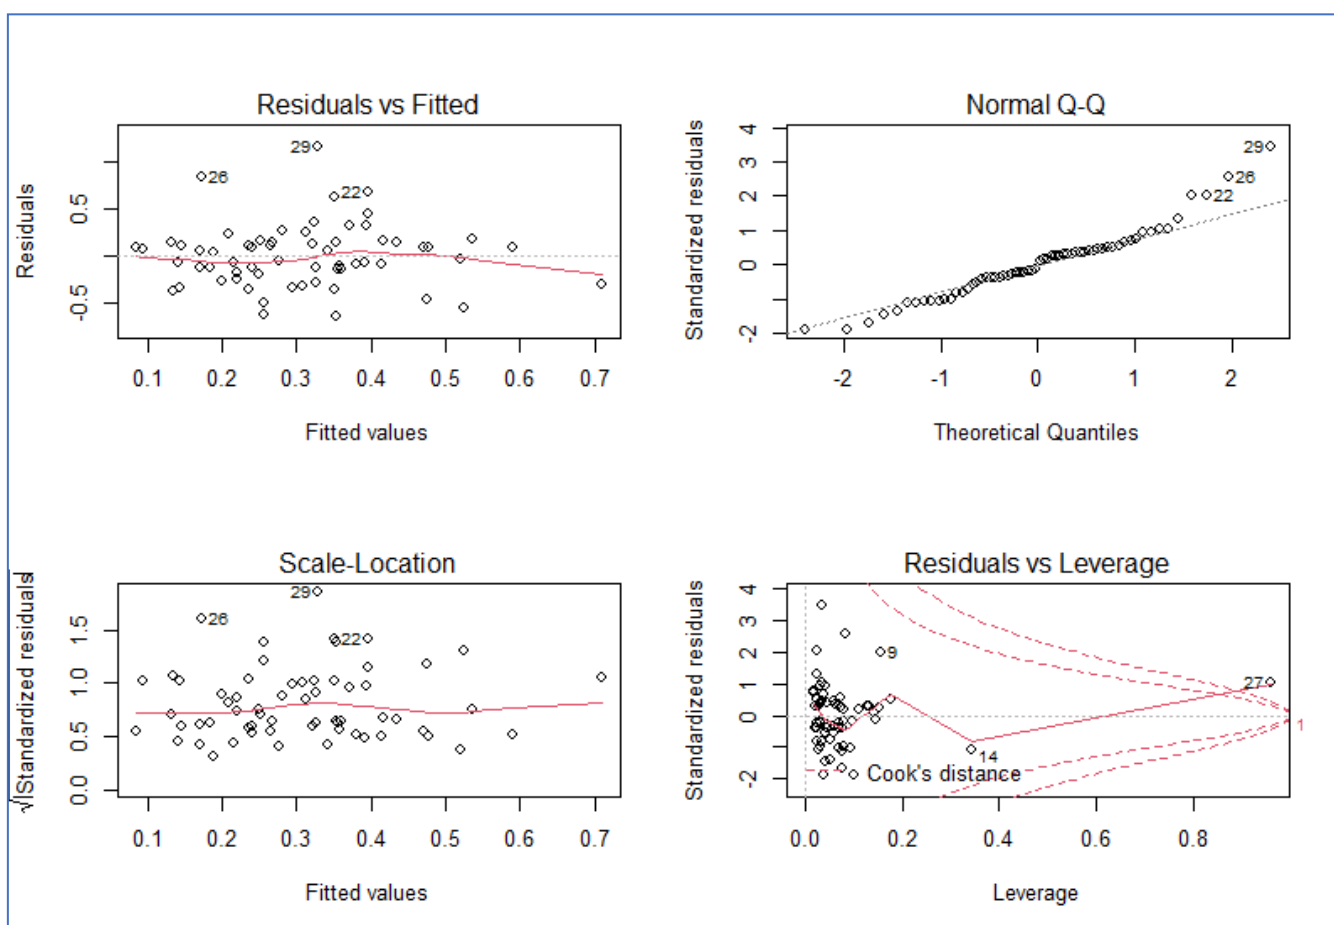 Residuals vs Fitted
Residuals
0.5
-0.5
29
26
22
0.1 0.2 0.3 0.4 0.5 0.6 0.7
Fitted values
Normal Q-Q
Standardized residuals
4
3
2
1
0
-2
29
26
22
-2 -1 0 1 2
Theoretical Quantiles
Scale-Location
√|Standardized residuals|
1.5
1.0
0.5
0.0
29
26
22
0.1 0.2 0.3 0.4 0.5 0.6 0.7
Fitted values
Residuals vs Leverage
Standardized residuals
4
3
2
1
0
-2
9
27
14
1
Cook's distance
0.0 0.2 0.4 0.6 0.8
Leverage